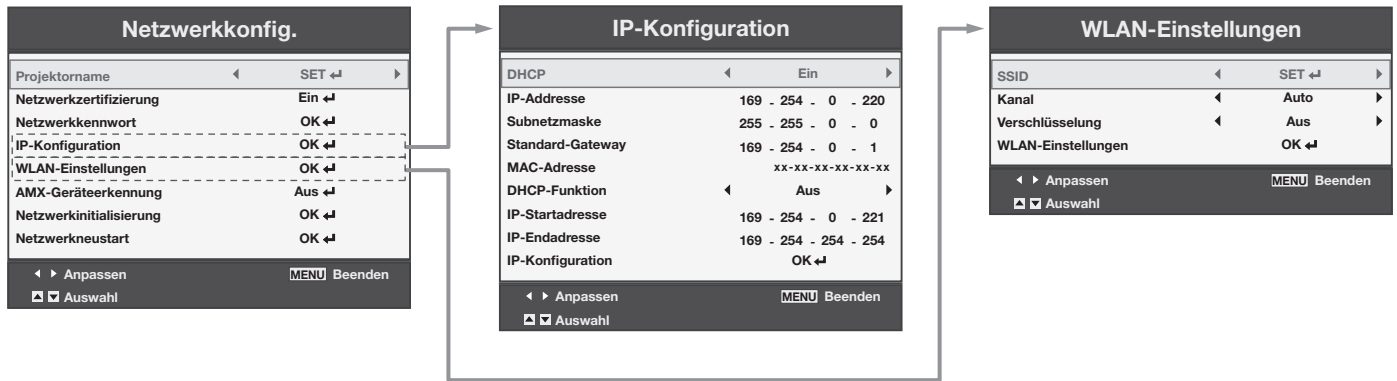 Netzwerkkonfig.
Projektorname SET
Netzwerkzertifizierung Ein
Netzwerkkennwort OK
IP-Konfiguration OK
WLAN-Einstellungen OK
AMX-Geräteerkennung Aus
Netzwerkinitialisierung OK
Netzwerkneustart OK
Anpassen MENU Beenden
Auswahl
IP-Konfiguration
DHCP Ein
IP-Addresse 169 - 254 - 0 - 220
Subnetzmaske 255 - 255 - 0 - 0
Standard-Gateway 169 - 254 - 0 - 1
MAC-Adresse xx-xx-xx-xx-xx-xx
DHCP-Funktion Aus
IP-Startadresse 169 - 254 - 0 - 221
IP-Endadresse 169 - 254 - 254 - 254
IP-Konfiguration OK
Anpassen MENU Beenden
Auswahl
WLAN-Einstellungen
SSID SET
Kanal Auto
Verschlüsselung Aus
WLAN-Einstellungen OK
Anpassen MENU Beenden
Auswahl